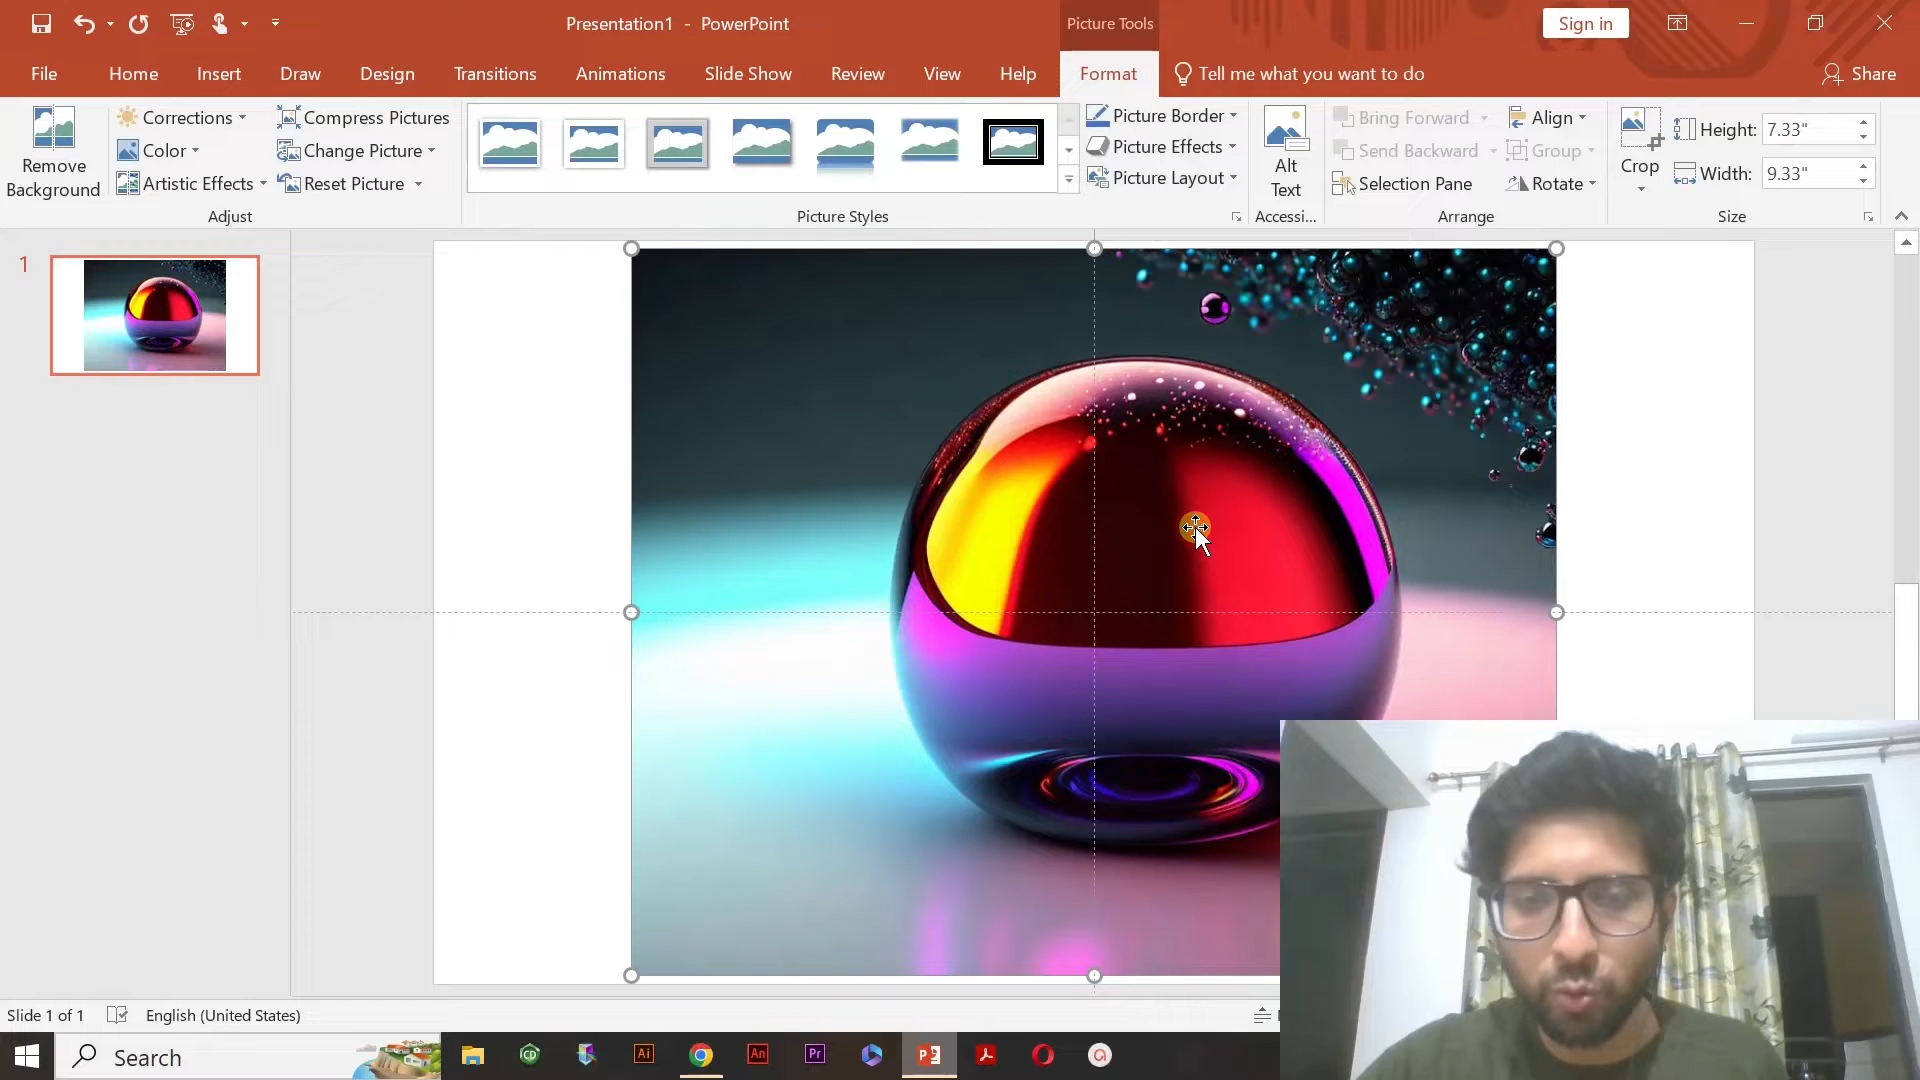 Presentation1 - PowerPoint
Picture Tools
Sign in
File
Home
Insert
Draw
Design
Transitions
Animations
Slide Show
Review
View
Help
Format
Tell me what you want to do
Share
Remove
Background
Corrections
Color
Artistic Effects
Compress Pictures
Change Picture
Reset Picture
Adjust
Picture Styles
Picture Border
Picture Effects
Picture Layout
Alt
Text
Accessi...
Bring Forward
Send Backward
Selection Pane
Align
Group
Rotate
Arrange
Crop
Height: 7.33"
Width: 9.33"
Size
1
Slide 1 of 1
English (United States)
Search
CD
Ai
An
Pr
P